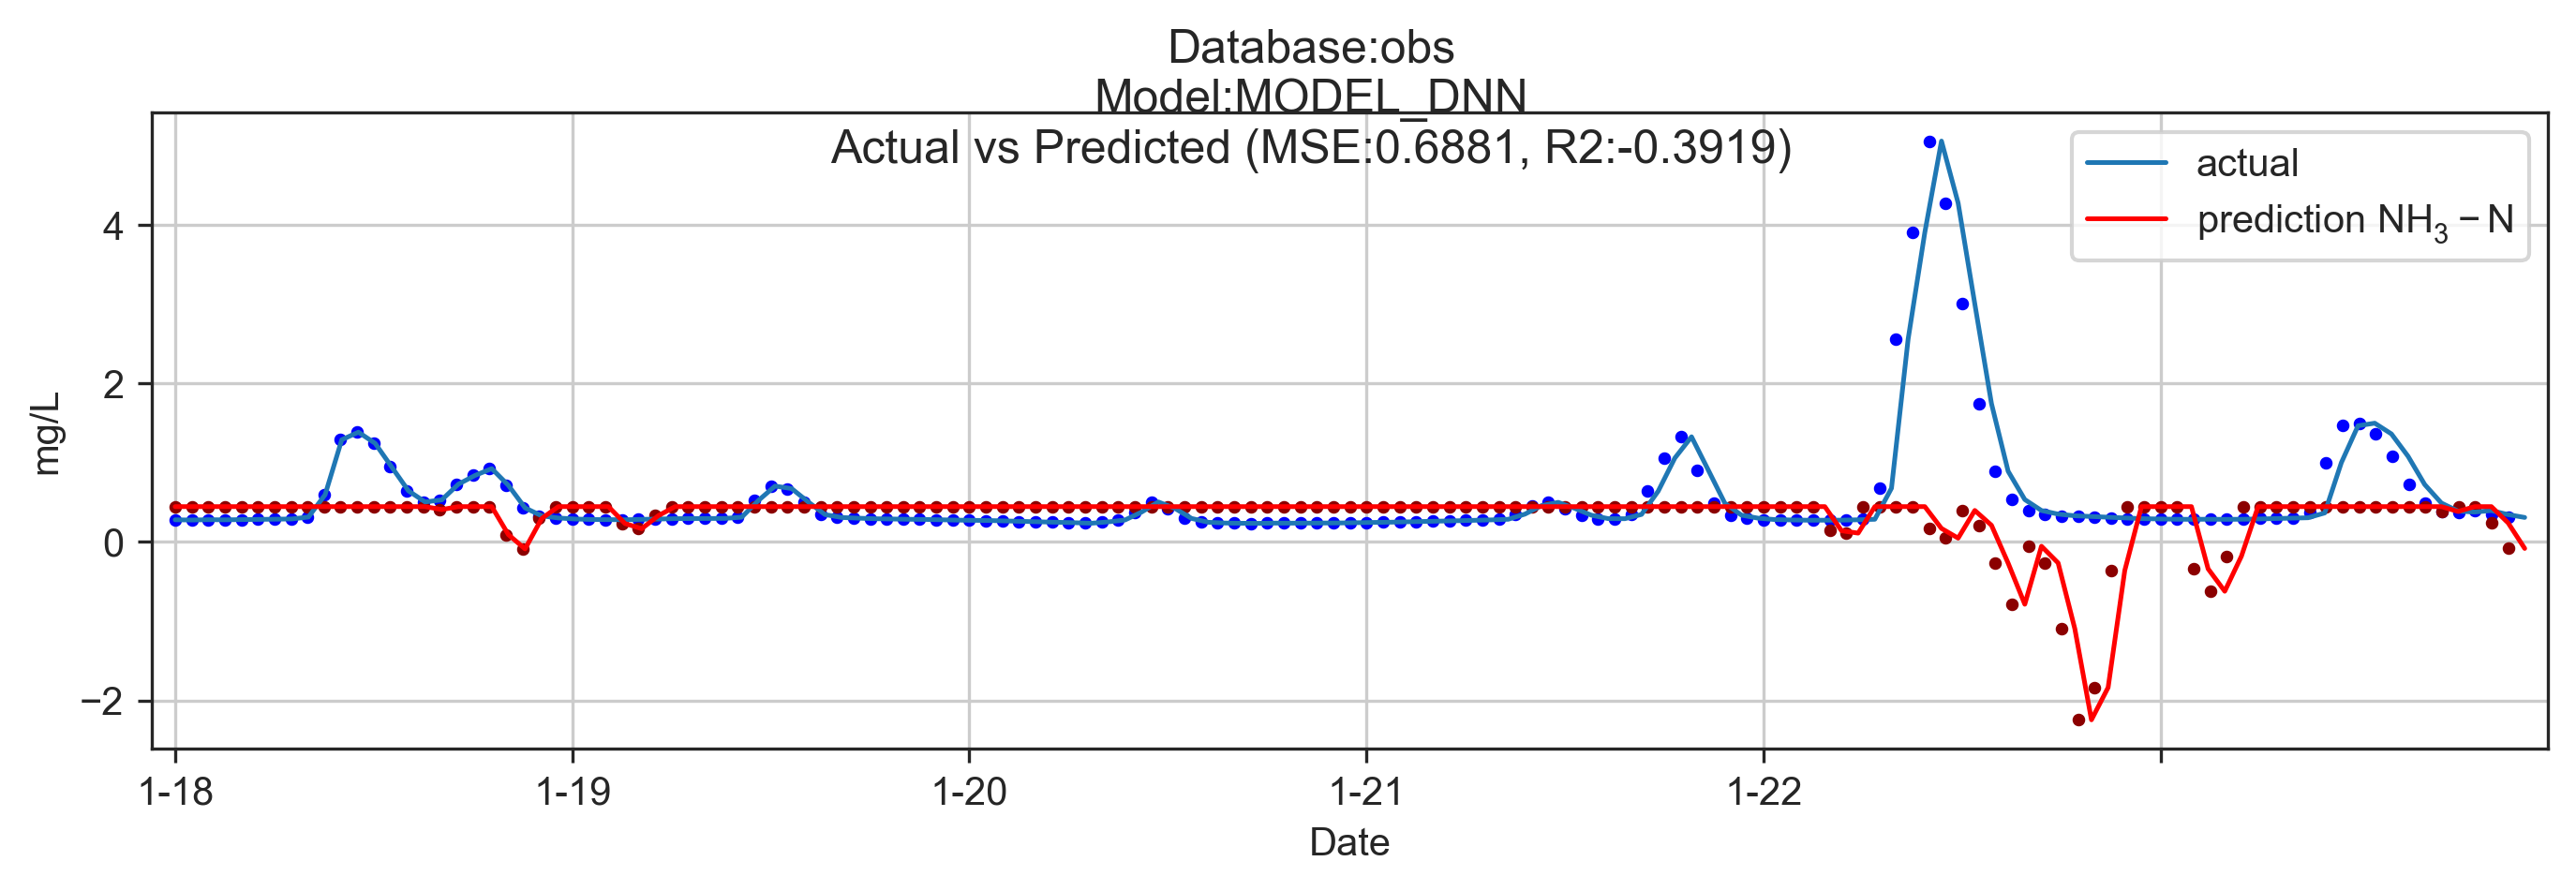 Database:obs
Model:MODEL_DNN
Actual vs Predicted (MSE:0.6881, R2:-0.3919)
actual
prediction NH₃ − N
4
2
0
−2
mg/L
1-18 1-19 1-20 1-21 1-22
Date